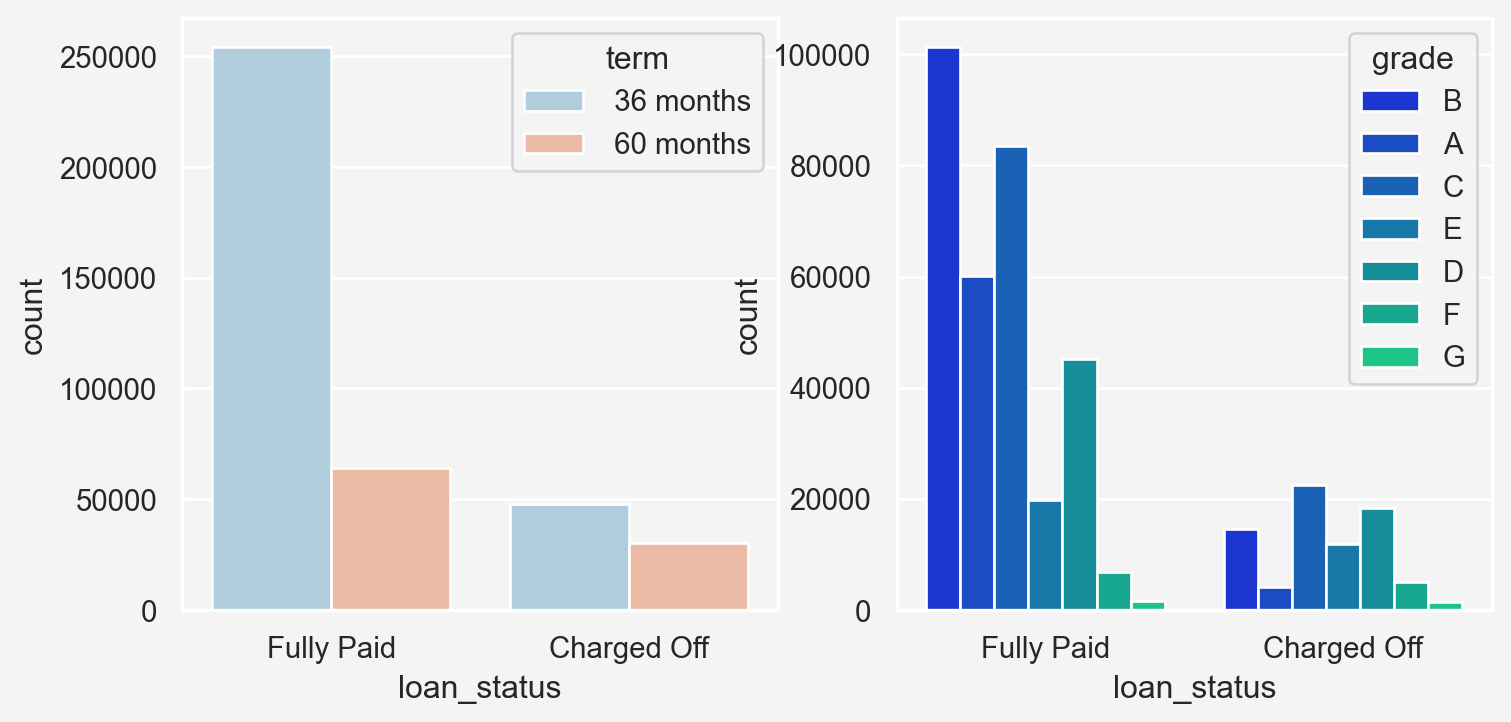 250000
200000
150000
100000
50000
0
count
term
36 months
60 months
Fully Paid
Charged Off
loan_status
100000
80000
60000
40000
20000
0
count
grade
B
A
C
E
D
F
G
Fully Paid
Charged Off
loan_status